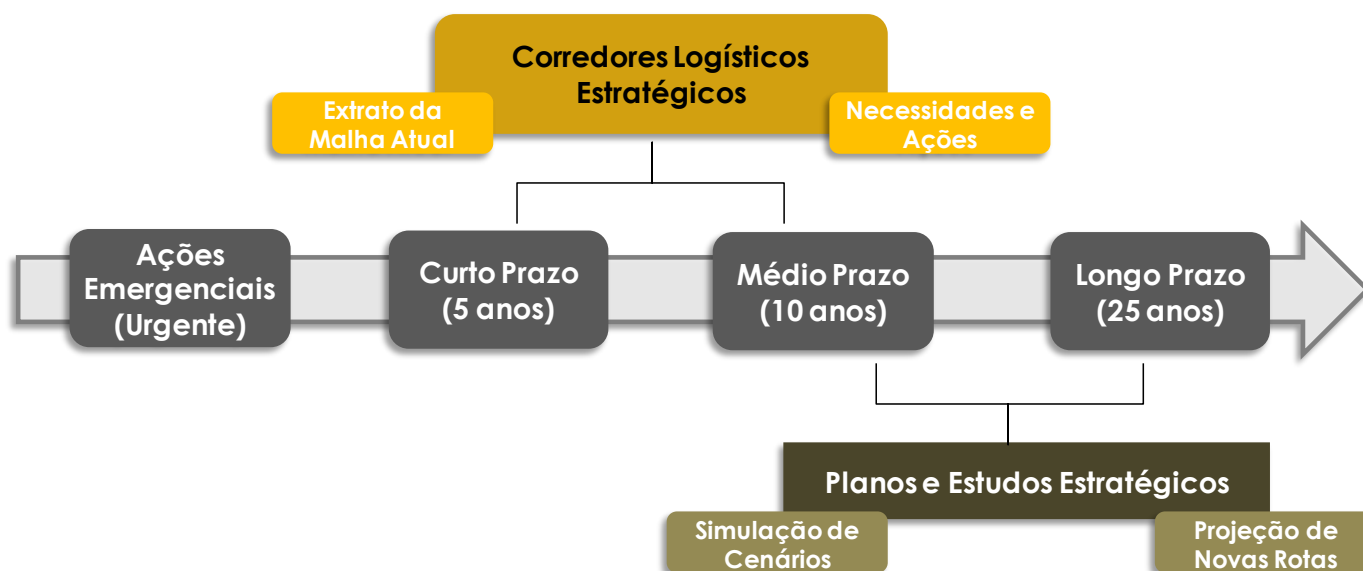 Corredores Logísticos
Estratégicos
Extrato da
Malha Atual
Necessidades e
Ações
Ações
Emergenciais
(Urgente)
Curto Prazo
(5 anos)
Médio Prazo
(10 anos)
Longo Prazo
(25 anos)
Planos e Estudos Estratégicos
Simulação de
Cenários
Projeção de
Novas Rotas